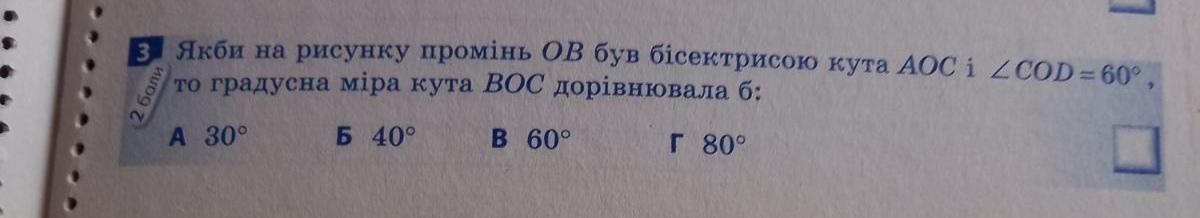 3 Якби на рисунку промінь OB був бісектрисою кута AOC і ∠COD = 60°,
2 бали
то градусна міра кута BOC дорівнювала б:
А 30° Б 40° В 60° Г 80°